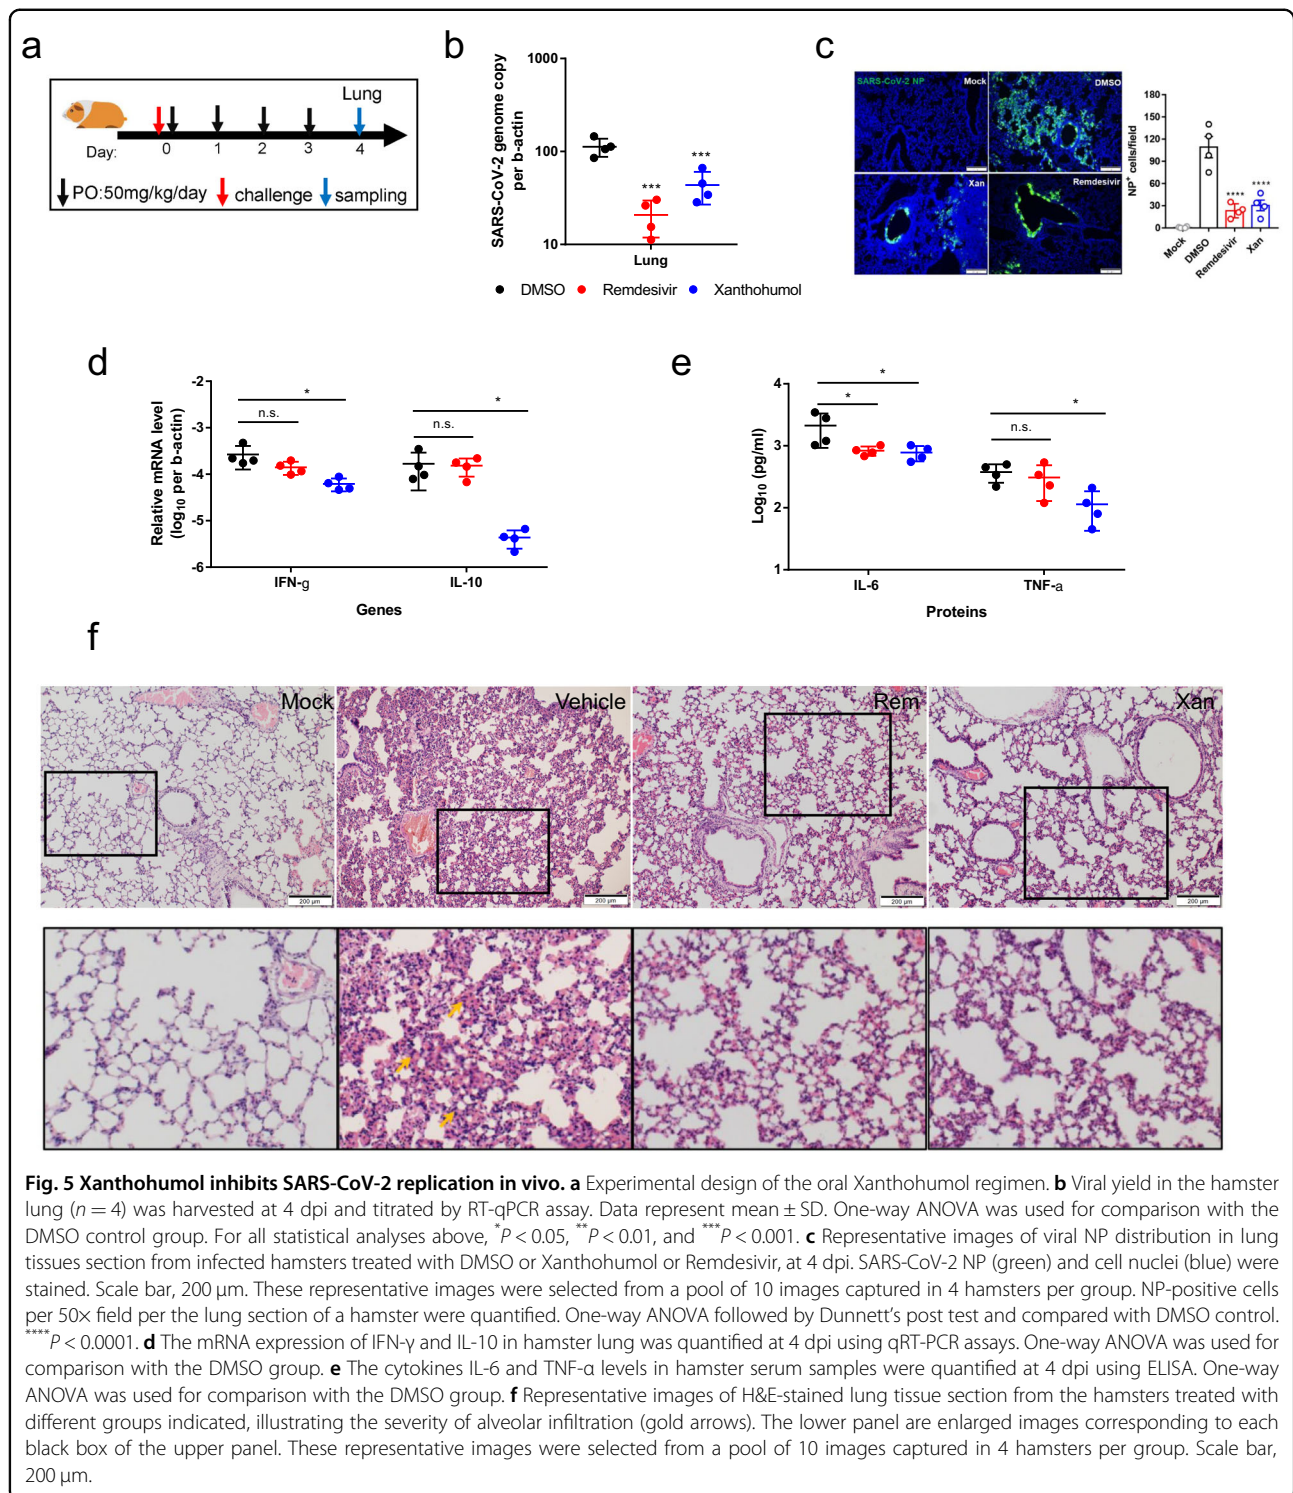 a
Lung
Day:
0
1
2
3
4
PO:50mg/kg/day
challenge
sampling
b
SARS-CoV-2 genome copy
per b-actin
1000
100
10
***
***
Lung
DMSO
Remdesivir
Xanthohumol
c
SARS-CoV-2 NP
Mock
DMSO
Xan
Remdesivir
NP⁺ cells/field
180
150
120
90
60
30
0
****
****
Mock
DMSO
Remdesivir
Xan
d
Relative mRNA level
(log₁₀ per b-actin)
-2
-3
-4
-5
-6
*
n.s.
*
n.s.
IFN-g
IL-10
Genes
e
Log₁₀ (pg/ml)
4
3
2
1
*
*
*
n.s.
IL-6
TNF-a
Proteins
f
Mock
200 µm
Vehicle
200 µm
Rem
200 µm
Xan
200 µm
Fig. 5 Xanthohumol inhibits SARS-CoV-2 replication in vivo. a Experimental design of the oral Xanthohumol regimen. b Viral yield in the hamster
lung (n = 4) was harvested at 4 dpi and titrated by RT-qPCR assay. Data represent mean ± SD. One-way ANOVA was used for comparison with the
DMSO control group. For all statistical analyses above, *P < 0.05, **P < 0.01, and ***P < 0.001. c Representative images of viral NP distribution in lung
tissues section from infected hamsters treated with DMSO or Xanthohumol or Remdesivir, at 4 dpi. SARS-CoV-2 NP (green) and cell nuclei (blue) were
stained. Scale bar, 200 µm. These representative images were selected from a pool of 10 images captured in 4 hamsters per group. NP-positive cells
per 50× field per the lung section of a hamster were quantified. One-way ANOVA followed by Dunnett's post test and compared with DMSO control.
****P < 0.0001. d The mRNA expression of IFN-γ and IL-10 in hamster lung was quantified at 4 dpi using qRT-PCR assays. One-way ANOVA was used for
comparison with the DMSO group. e The cytokines IL-6 and TNF-α levels in hamster serum samples were quantified at 4 dpi using ELISA. One-way
ANOVA was used for comparison with the DMSO group. f Representative images of H&E-stained lung tissue section from the hamsters treated with
different groups indicated, illustrating the severity of alveolar infiltration (gold arrows). The lower panel are enlarged images corresponding to each
black box of the upper panel. These representative images were selected from a pool of 10 images captured in 4 hamsters per group. Scale bar,
200 µm.